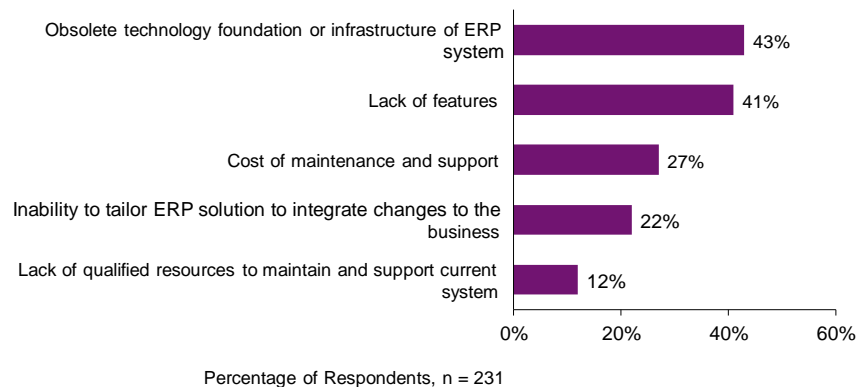 Obsolete technology foundation or infrastructure of ERP
system
43%
Lack of features
41%
Cost of maintenance and support
27%
Inability to tailor ERP solution to integrate changes to the
business
22%
Lack of qualified resources to maintain and support current
system
12%
0% 20% 40% 60%
Percentage of Respondents, n = 231